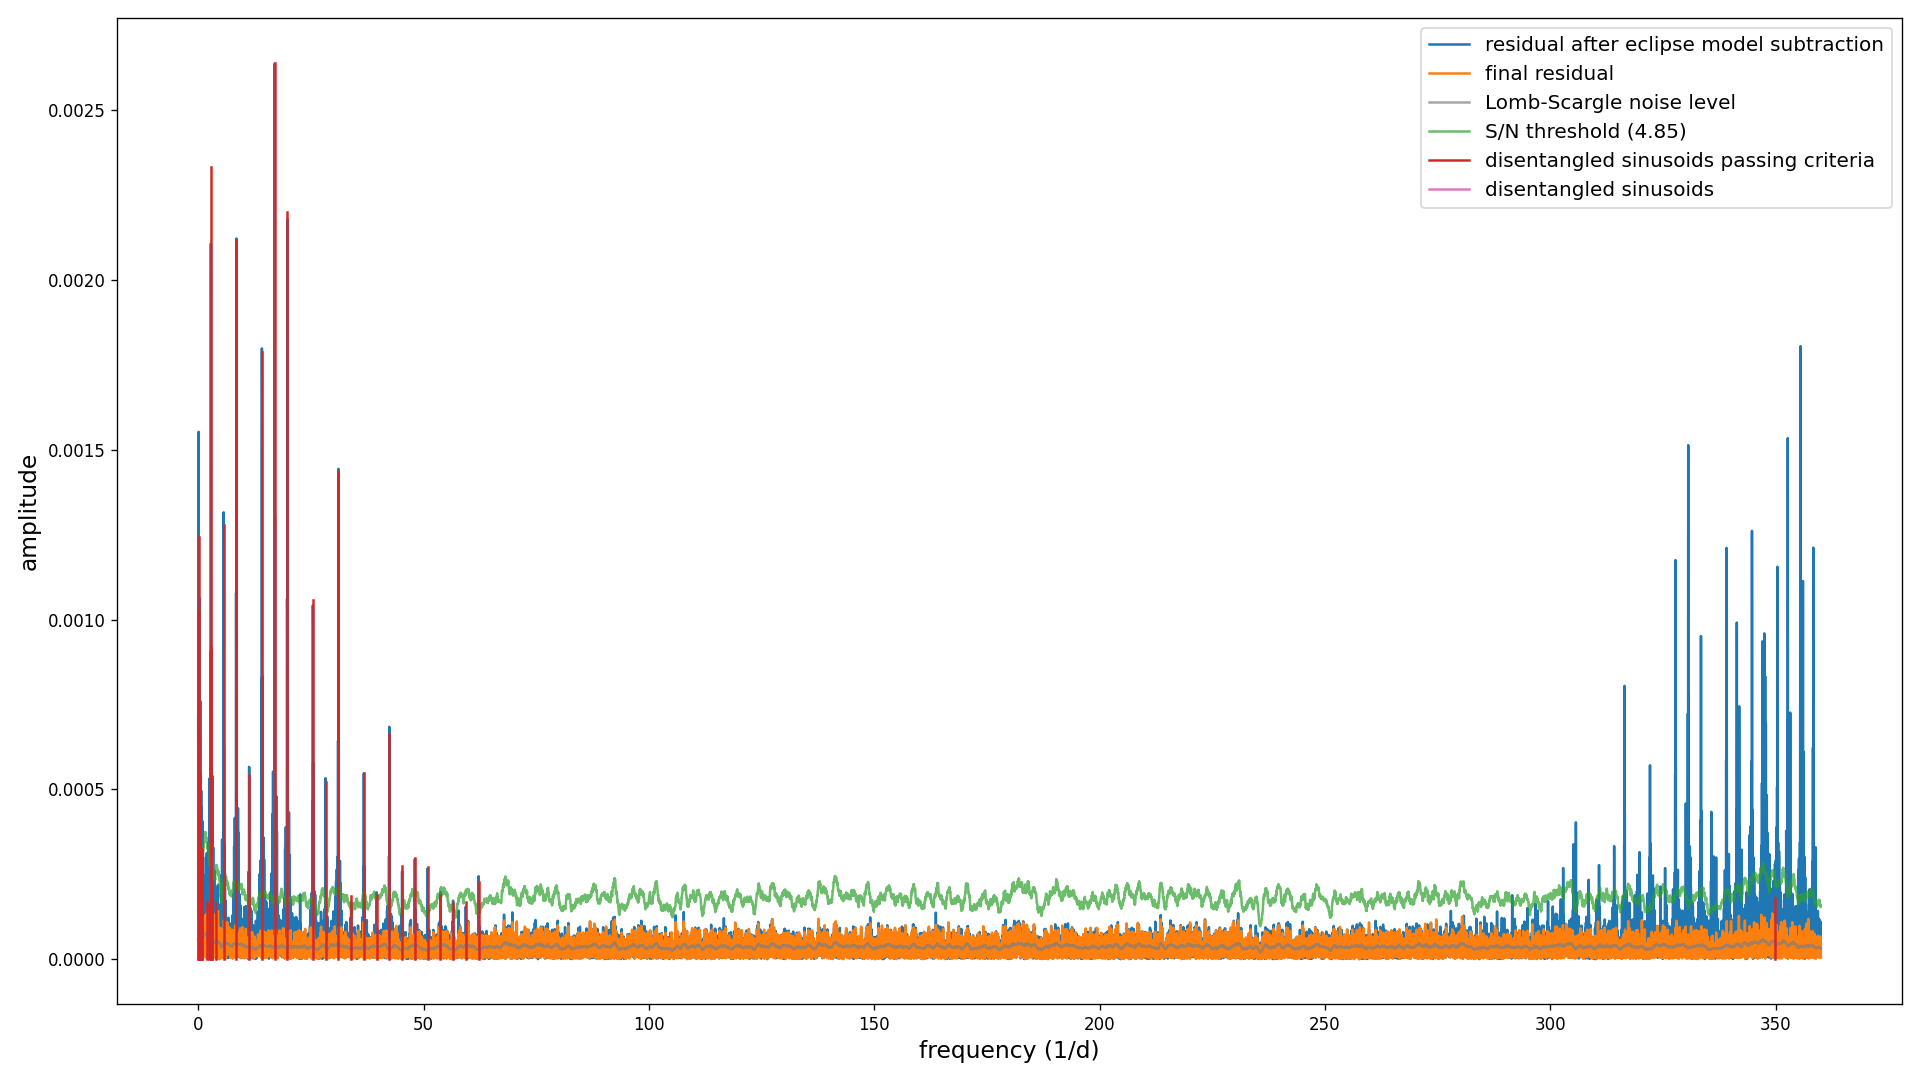 residual after eclipse model subtraction
final residual
Lomb-Scargle noise level
S/N threshold (4.85)
disentangled sinusoids passing criteria
disentangled sinusoids
amplitude
0.0025
0.0020
0.0015
0.0010
0.0005
0.0000
0 50 100 150 200 250 300 350
frequency (1/d)